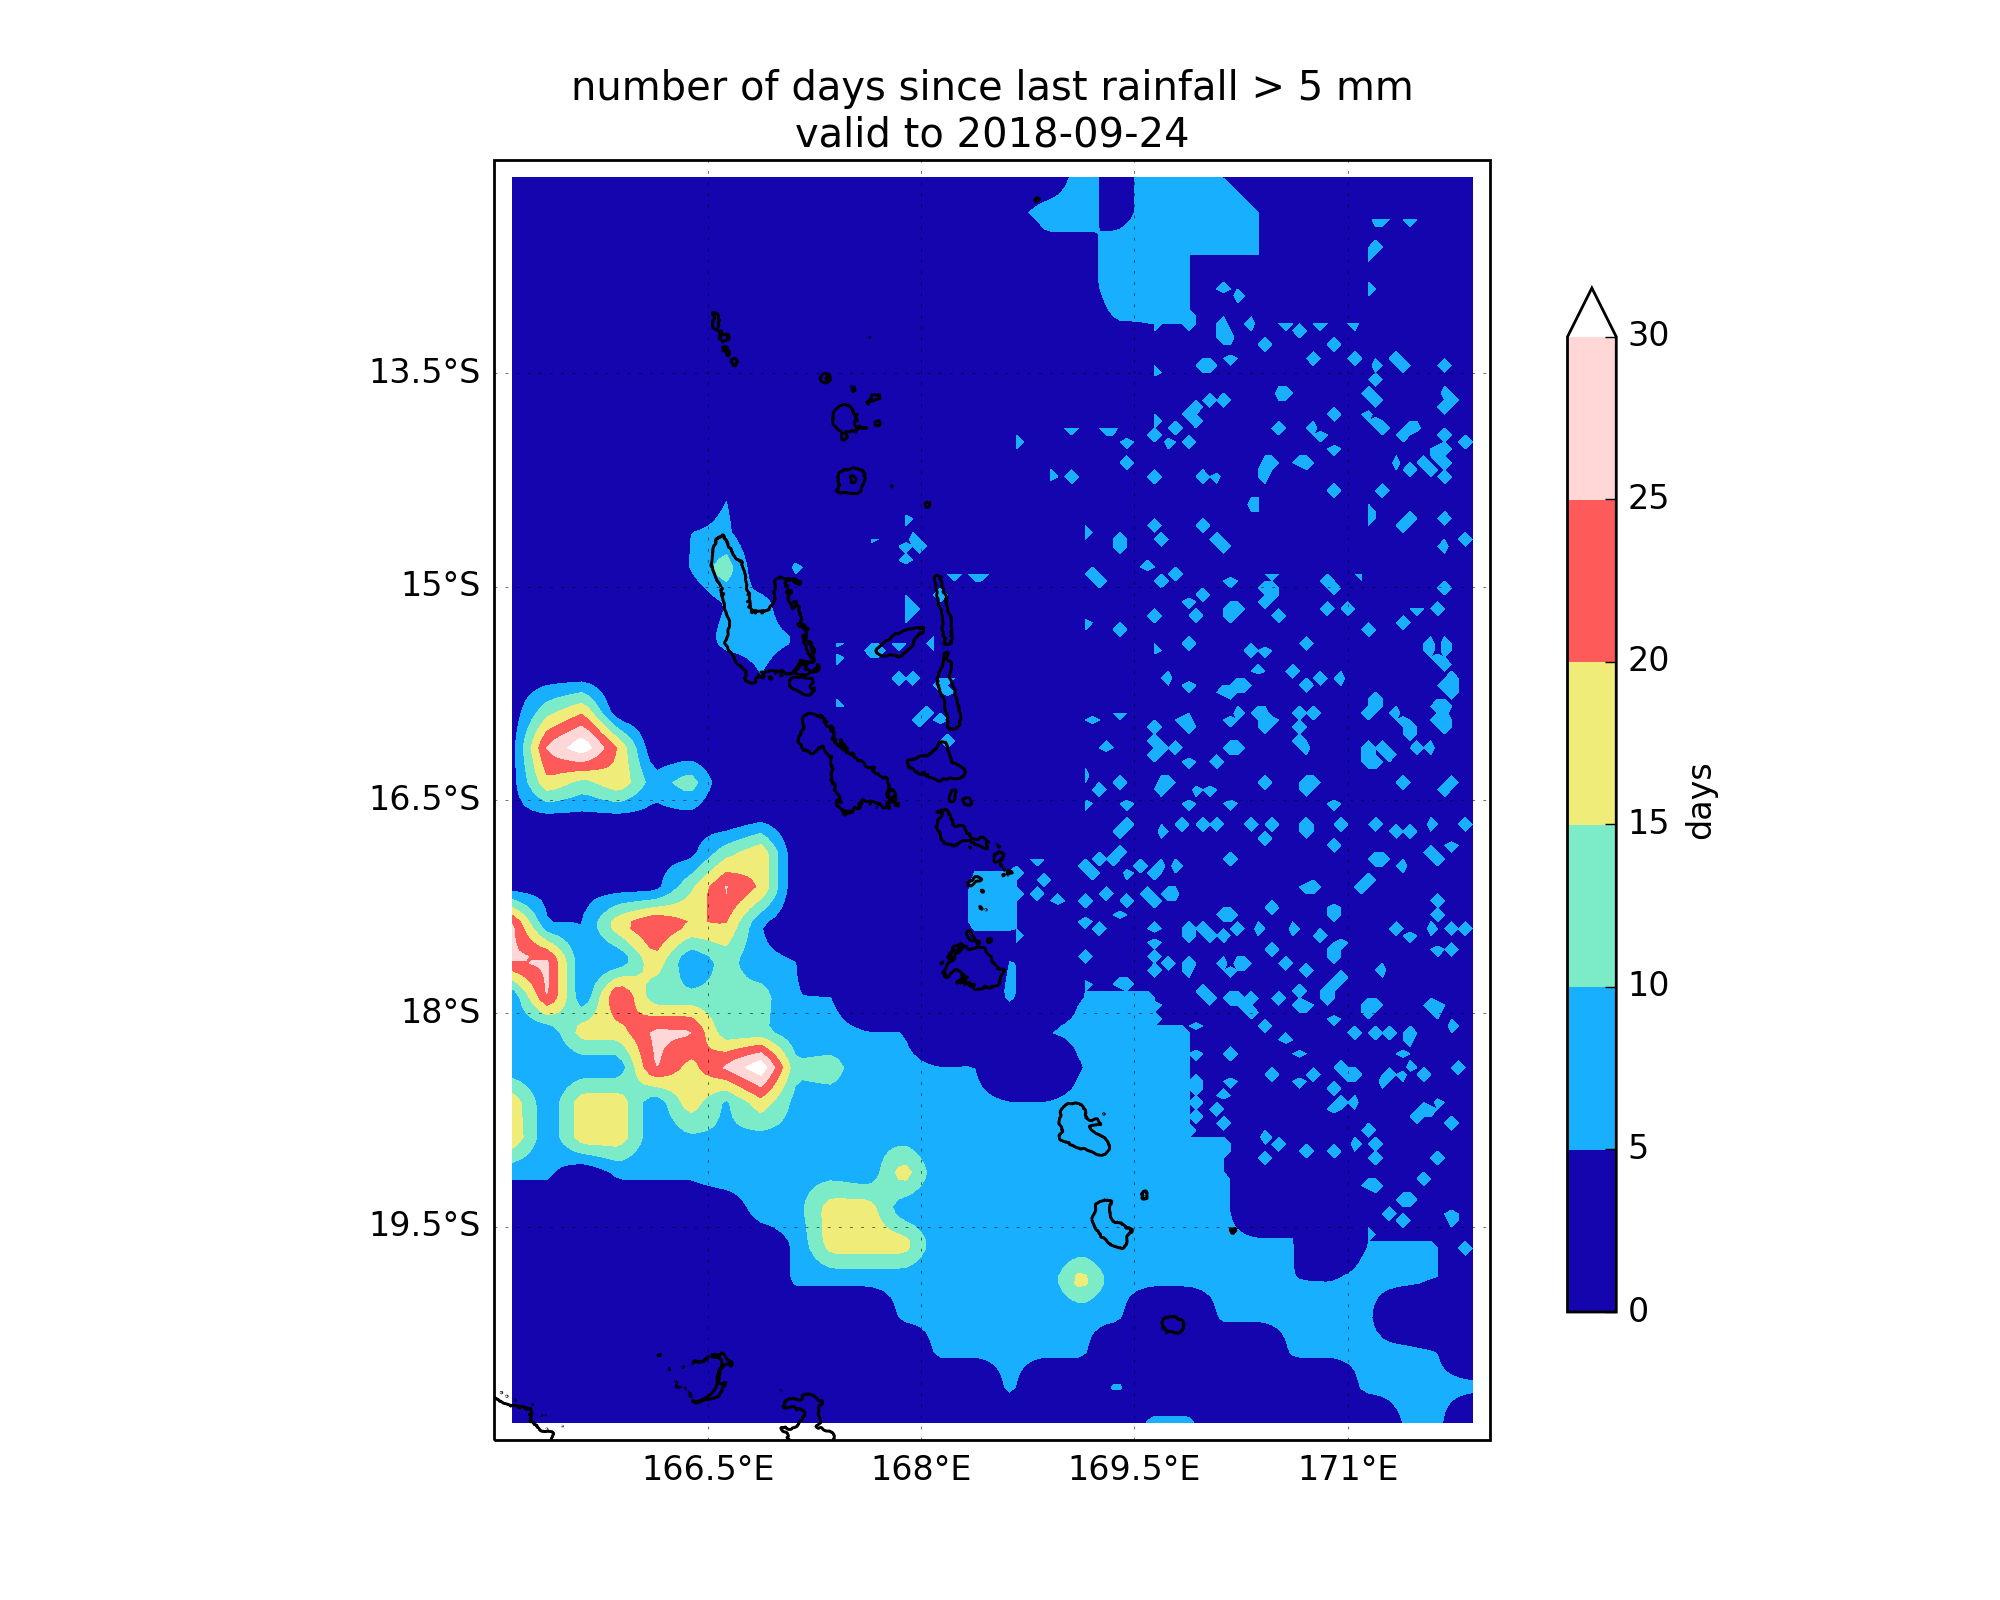 number of days since last rainfall > 5 mm
valid to 2018-09-24
13.5°S
15°S
16.5°S
18°S
19.5°S
166.5°E
168°E
169.5°E
171°E
30
25
20
15
10
5
0
days